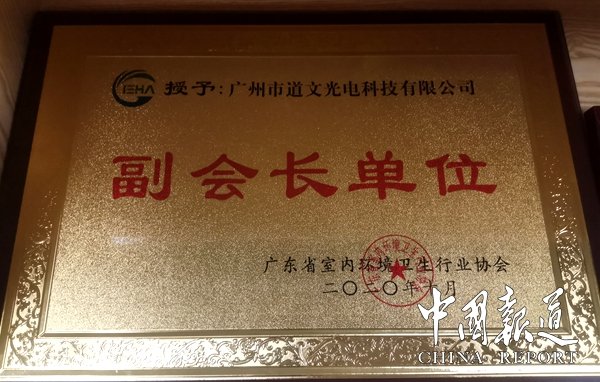 IEHA 授予：广州市道文光电科技有限公司
副会长单位
广东省室内环境卫生行业协会
二〇二〇年十月
中国報道
CHINA REPORT